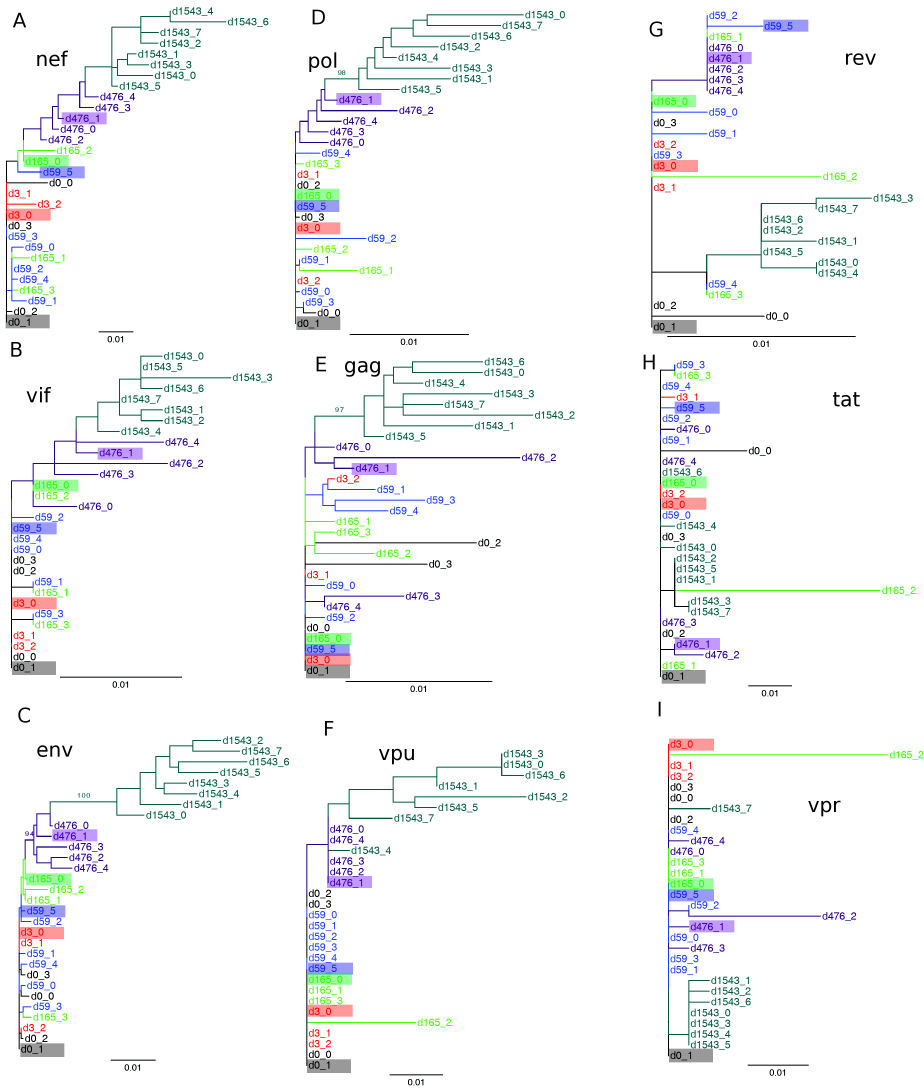 A
nef
d1543_4
d1543_6
d1543_7
d1543_2
d1543_1
d1543_3
d1543_0
d1543_5
d476_4
d476_3
d476_1
d476_0
d476_2
d165_2
d165_0
d59_5
d0_0
d3_1
d3_2
d3_0
d0_3
d59_3
d59_0
d165_1
d59_2
d59_4
d165_3
d59_1
d0_2
d0_1
0.01
B
vif
d1543_0
d1543_5
d1543_3
d1543_6
d1543_7
d1543_1
d1543_2
d1543_4
d476_4
d476_1
d476_2
d476_3
d165_0
d165_2
d476_0
d59_2
d59_5
d59_4
d59_0
d0_3
d0_2
d59_1
d165_1
d3_0
d59_3
d165_3
d3_1
d3_2
d0_0
d0_1
0.01
C
env
d1543_2
d1543_7
d1543_6
d1543_5
d1543_3
d1543_4
d1543_1
d1543_0
100
94
d476_0
d476_1
d476_3
d476_2
d476_4
d165_0
d165_2
d165_1
d59_5
d59_2
d3_0
d3_1
d59_1
d59_4
d0_3
d59_0
d0_0
d59_3
d165_3
d3_2
d0_2
d0_1
0.01
D
pol
d1543_0
d1543_7
d1543_6
d1543_2
d1543_4
d1543_3
98
d1543_1
d1543_5
d476_1
d476_2
d476_4
d476_3
d476_0
d59_4
d165_3
d3_1
d0_2
d165_0
d59_5
d0_3
d3_0
d59_2
d165_2
d59_1
d165_1
d3_2
d59_0
d59_3
d0_0
d0_1
0.01
E
gag
d1543_6
d1543_0
d1543_4
d1543_3
d1543_7
97
d1543_2
d1543_1
d1543_5
d476_0
d476_2
d476_1
d3_2
d59_1
d59_3
d59_4
d165_1
d165_3
d0_2
d165_2
d0_3
d3_1
d59_0
d476_3
d476_4
d59_2
d0_0
d165_0
d59_5
d3_0
d0_1
0.01
F
vpu
d1543_3
d1543_0
d1543_6
d1543_1
d1543_2
d1543_5
d1543_7
d476_0
d476_4
d1543_4
d476_3
d476_2
d476_1
d0_2
d0_3
d59_0
d59_1
d59_2
d59_3
d59_4
d59_5
d165_0
d165_1
d165_3
d3_0
d165_2
d3_1
d3_2
d0_0
d0_1
0.01
G
rev
d59_2
d59_5
d165_1
d476_0
d476_1
d476_2
d476_3
d476_4
d165_0
d59_0
d0_3
d59_1
d3_2
d59_3
d3_0
d165_2
d3_1
d1543_3
d1543_7
d1543_6
d1543_2
d1543_1
d1543_5
d1543_0
d1543_4
d59_4
d165_3
d0_2
d0_0
d0_1
0.01
H
tat
d59_3
d165_3
d59_4
d3_1
d59_5
d59_2
d476_0
d59_1
d0_0
d476_4
d1543_6
d165_0
d3_2
d3_0
d59_0
d1543_4
d0_3
d1543_0
d1543_2
d1543_5
d1543_1
d165_2
d1543_3
d1543_7
d476_3
d0_2
d476_1
d476_2
d165_1
d0_1
0.01
I
vpr
d3_0
d165_2
d3_1
d3_2
d0_3
d0_0
d1543_7
d0_2
d59_4
d476_4
d476_0
d165_3
d165_1
d165_0
d59_5
d59_2
d476_2
d476_1
d59_0
d476_3
d59_3
d59_1
d1543_1
d1543_2
d1543_6
d1543_0
d1543_3
d1543_4
d1543_5
d0_1
0.01